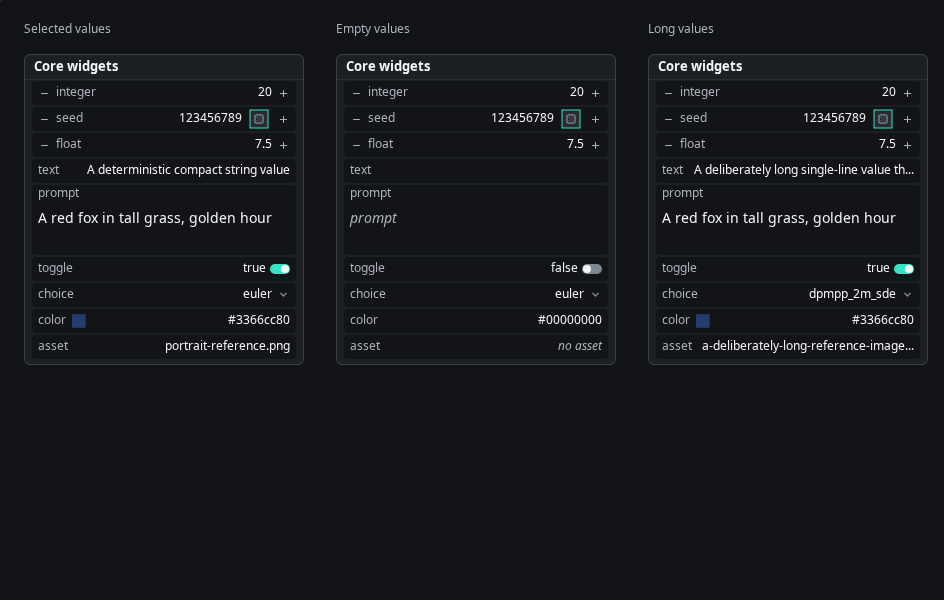 Selected values
Core widgets
– integer 20 +
– seed 123456789 +
– float 7.5 +
text A deterministic compact string value
prompt
A red fox in tall grass, golden hour
toggle true
choice euler
color #3366cc80
asset portrait-reference.png
Empty values
Core widgets
– integer 20 +
– seed 123456789 +
– float 7.5 +
text
prompt
prompt
toggle false
choice euler
color #00000000
asset no asset
Long values
Core widgets
– integer 20 +
– seed 123456789 +
– float 7.5 +
text A deliberately long single-line value th...
prompt
A red fox in tall grass, golden hour
toggle true
choice dpmpp_2m_sde
color #3366cc80
asset a-deliberately-long-reference-image...